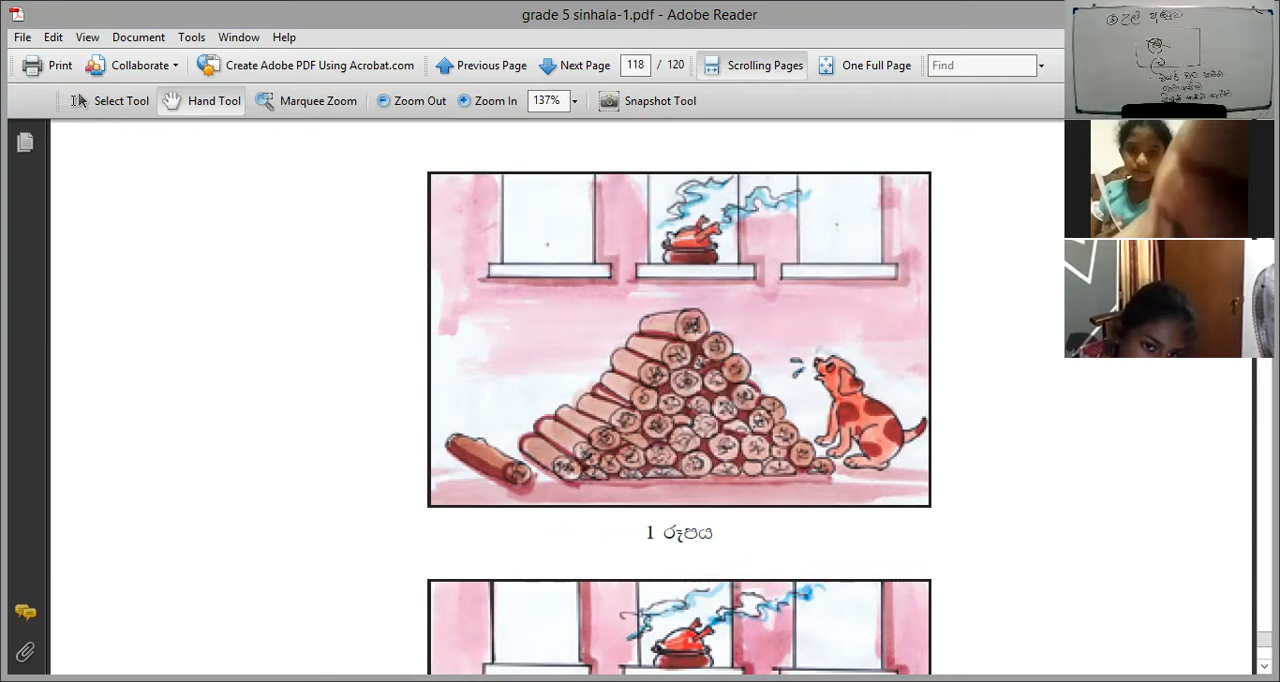 grade 5 sinhala-1.pdf - Adobe Reader
File Edit View Document Tools Window Help
Print Collaborate Create Adobe PDF Using Acrobat.com Previous Page Next Page 118 / 120 Scrolling Pages One Full Page Find
Select Tool Hand Tool Marquee Zoom Zoom Out Zoom In 137% Snapshot Tool
1 රූපය